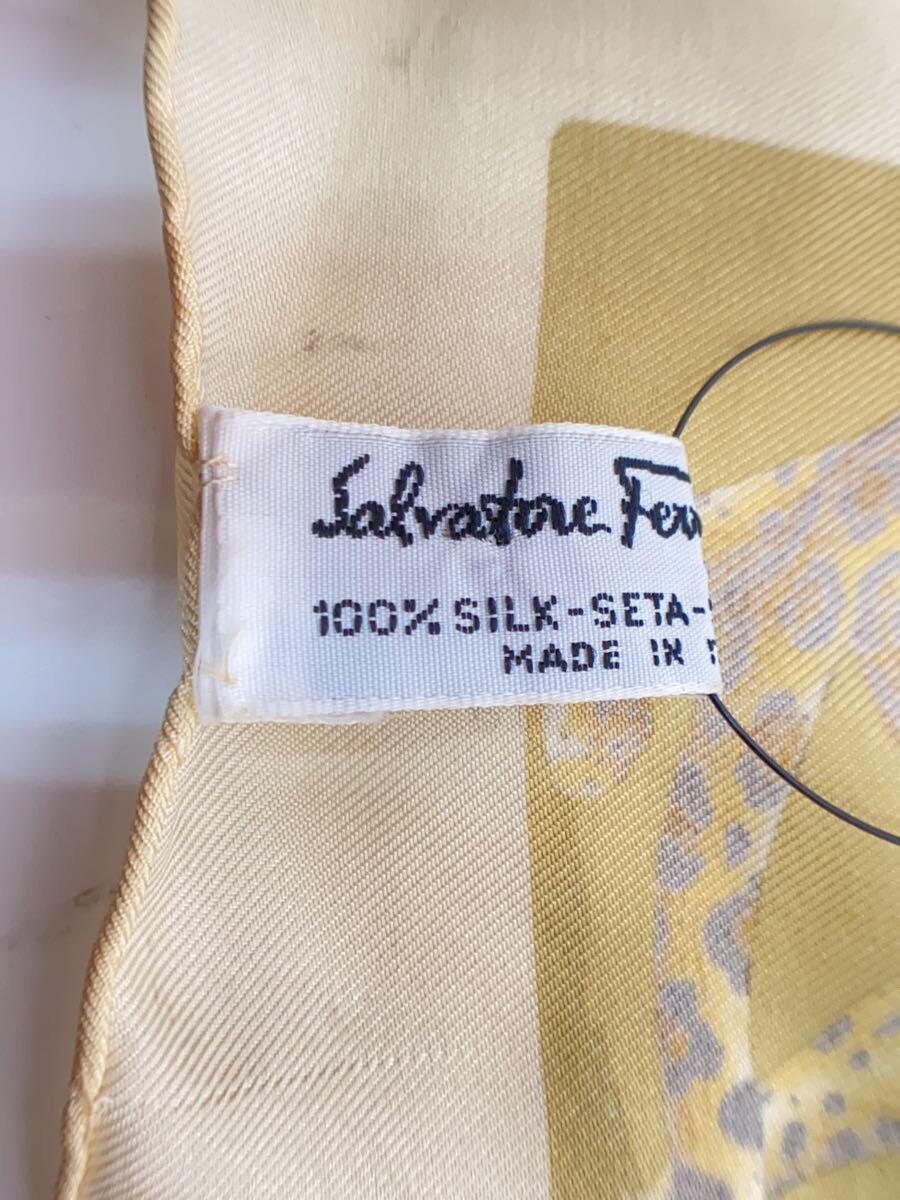 Salvatore Fer
100% SILK-SETA-
MADE IN